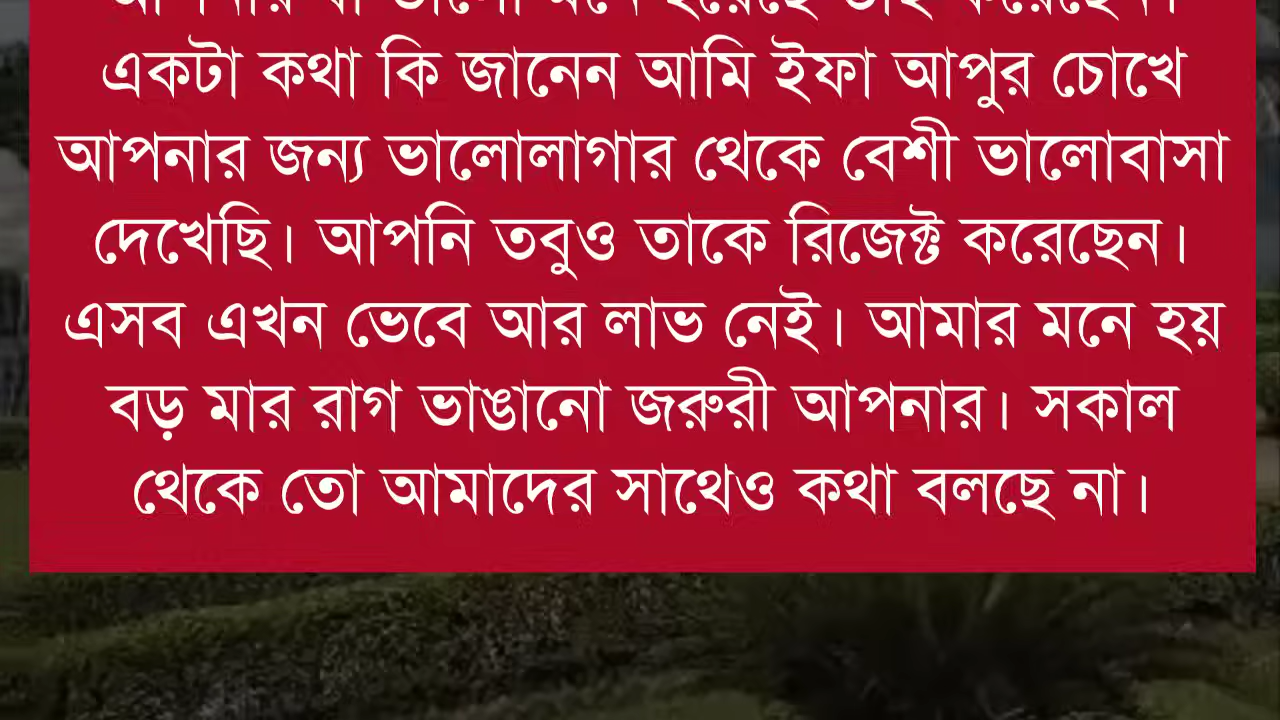 একটা কথা কি জানেন আমি ইফা আপুর চোখে
আপনার জন্য ভালোলাগার থেকে বেশী ভালোবাসা
দেখেছি। আপনি তবুও তাকে রিজেক্ট করেছেন।
এসব এখন ভেবে আর লাভ নেই। আমার মনে হয়
বড় মার রাগ ভাঙানো জরুরী আপনার। সকাল
থেকে তো আমাদের সাথেও কথা বলছে না।